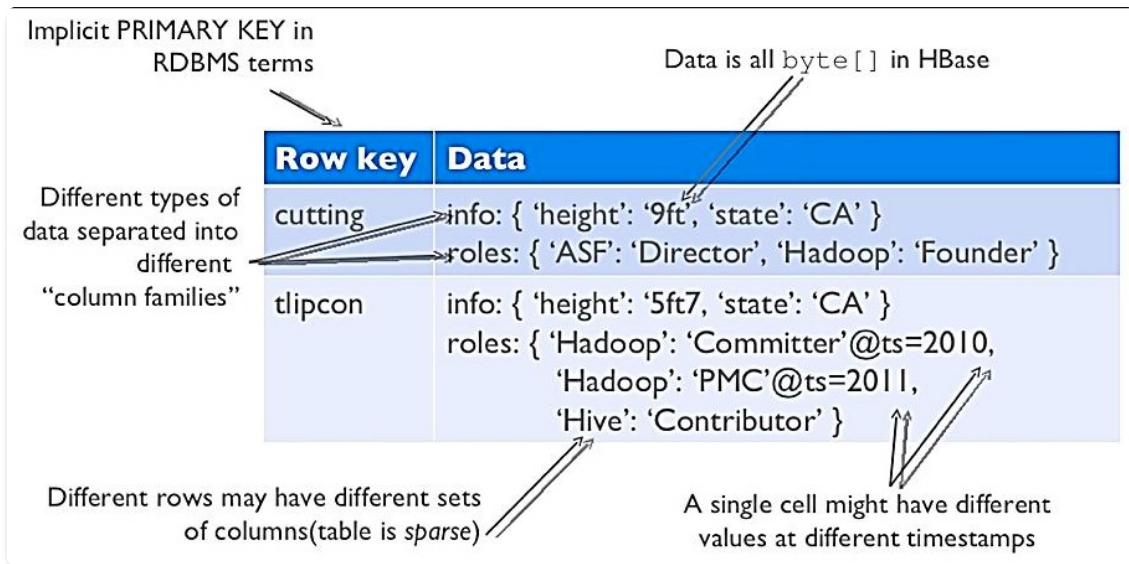 Implicit PRIMARY KEY in
RDBMS terms
Data is all byte[] in HBase
Row key Data
Different types of
data separated into
different
“column families”
cutting
info: { ‘height’: ‘9ft’, ‘state’: ‘CA’ }
roles: { ‘ASF’: ‘Director’, ‘Hadoop’: ‘Founder’ }
tlipcon
info: { ‘height’: ‘5ft7, ‘state’: ‘CA’ }
roles: { ‘Hadoop’: ‘Committer’@ts=2010,
‘Hadoop’: ‘PMC’@ts=2011,
‘Hive’: ‘Contributor’ }
Different rows may have different sets
of columns(table is sparse)
A single cell might have different
values at different timestamps